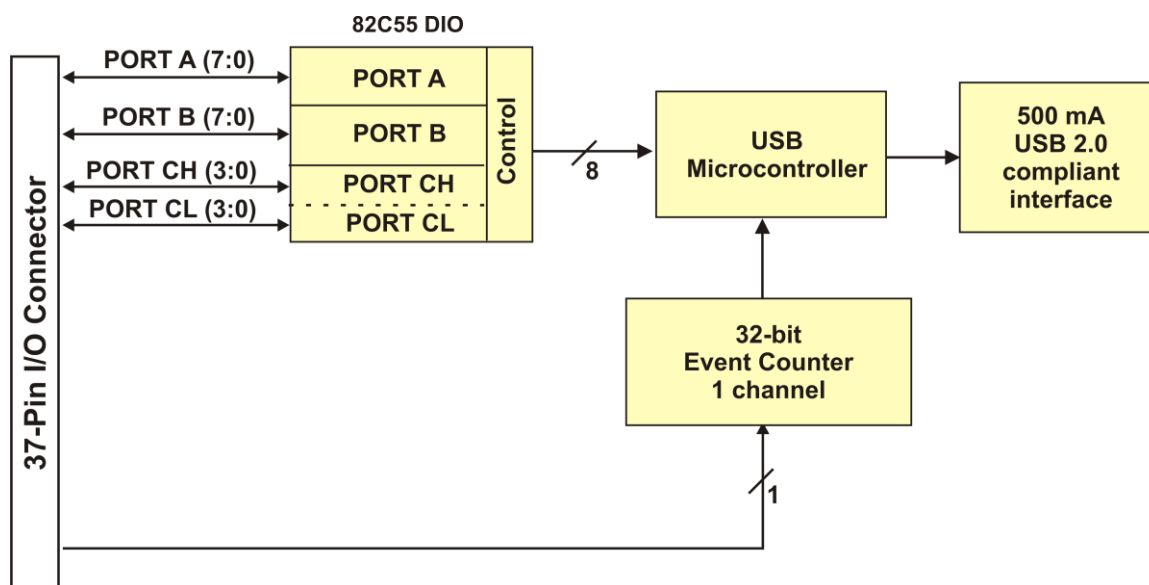 82C55 DIO
PORT A (7:0)
PORT B (7:0)
PORT CH (3:0)
PORT CL (3:0)
PORT A
PORT B
PORT CH
PORT CL
Control
8
USB
Microcontroller
500 mA
USB 2.0
compliant
interface
32-bit
Event Counter
1 channel
1
37-Pin I/O Connector